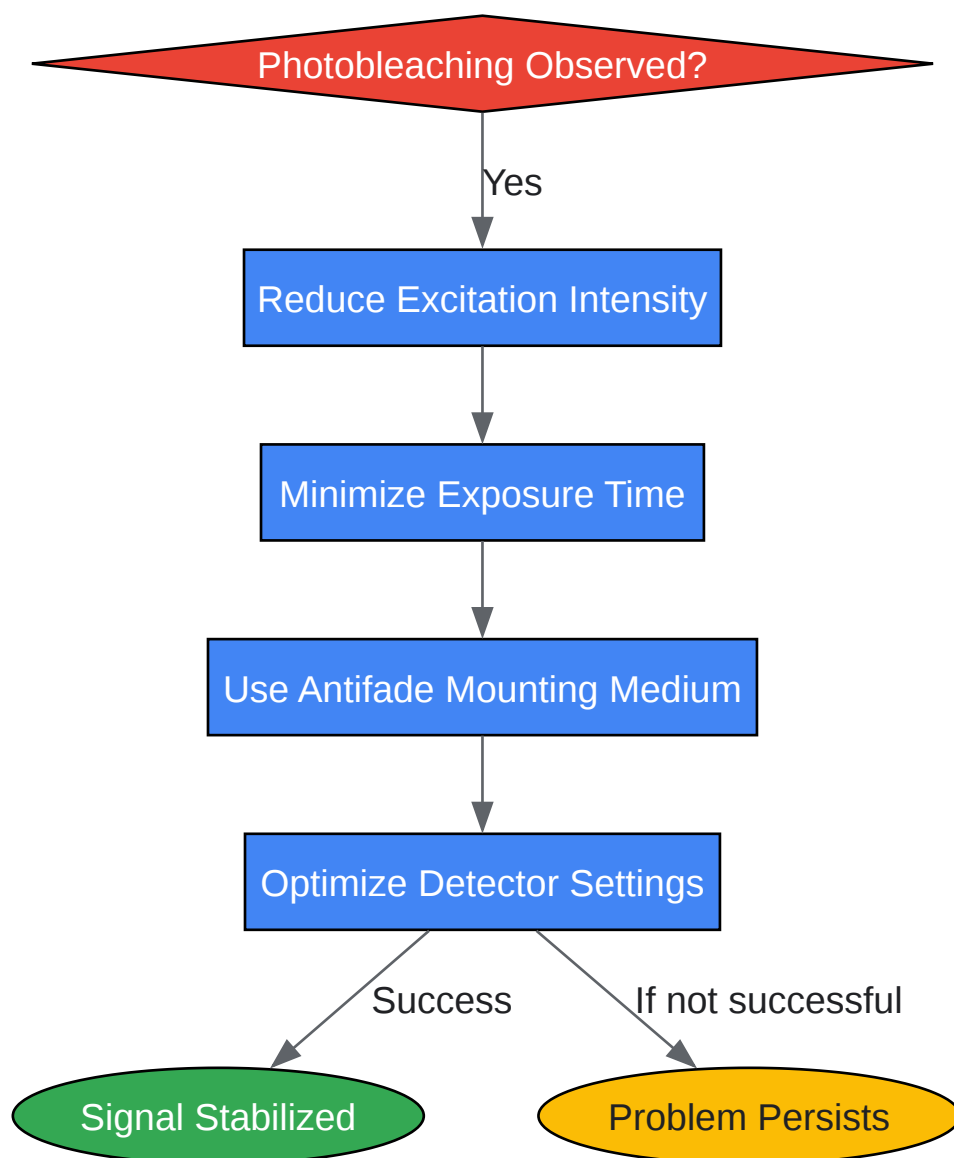 Photobleaching Observed?
Yes
Reduce Excitation Intensity
Minimize Exposure Time
Use Antifade Mounting Medium
Optimize Detector Settings
Success
If not successful
Signal Stabilized
Problem Persists